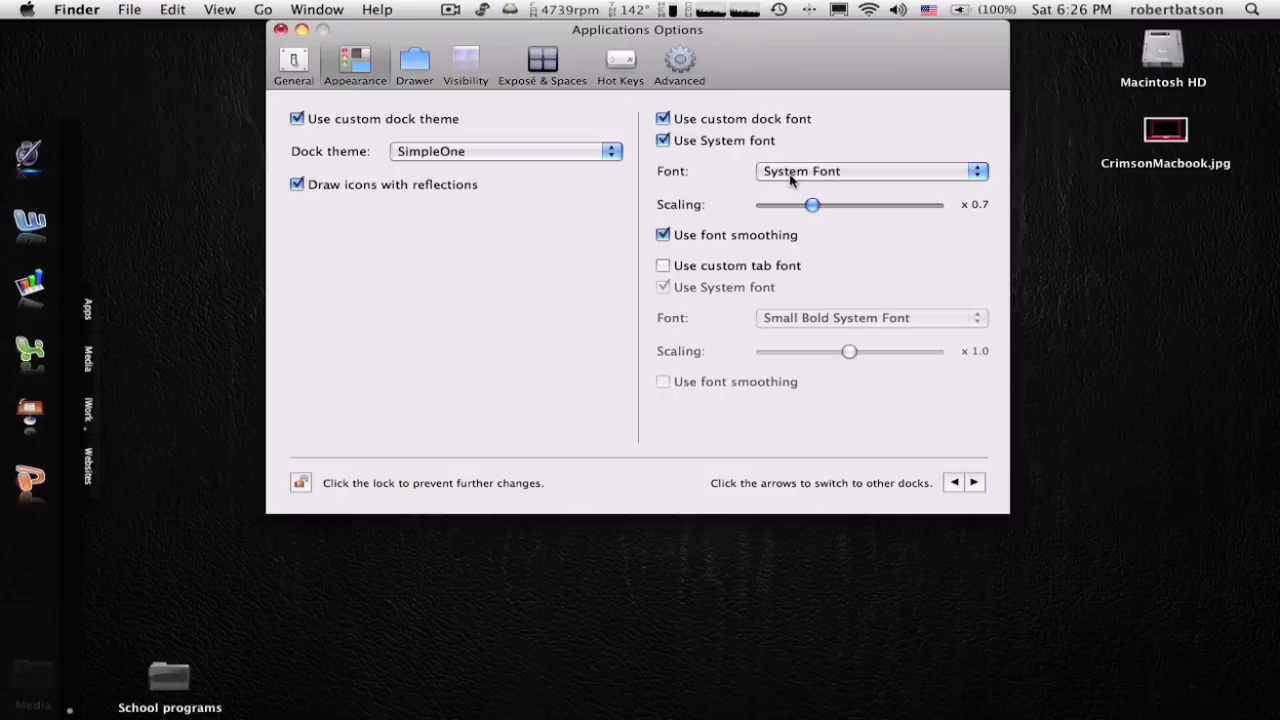 Finder File Edit View Go Window Help 4739rpm 142° (100%) Sat 6:26 PM robertbatson
Applications Options
General Appearance Drawer Visibility Exposé & Spaces Hot Keys Advanced
Macintosh HD
Use custom dock theme
Dock theme: SimpleOne
Draw icons with reflections
Use custom dock font
Use System font
Font: System Font
Scaling: x 0.7
Use font smoothing
Use custom tab font
Use System font
Font: Small Bold System Font
Scaling: x 1.0
Use font smoothing
CrimsonMacbook.jpg
Apps
Media
iWork
Websites
Click the lock to prevent further changes.
Click the arrows to switch to other docks.
Media
School programs